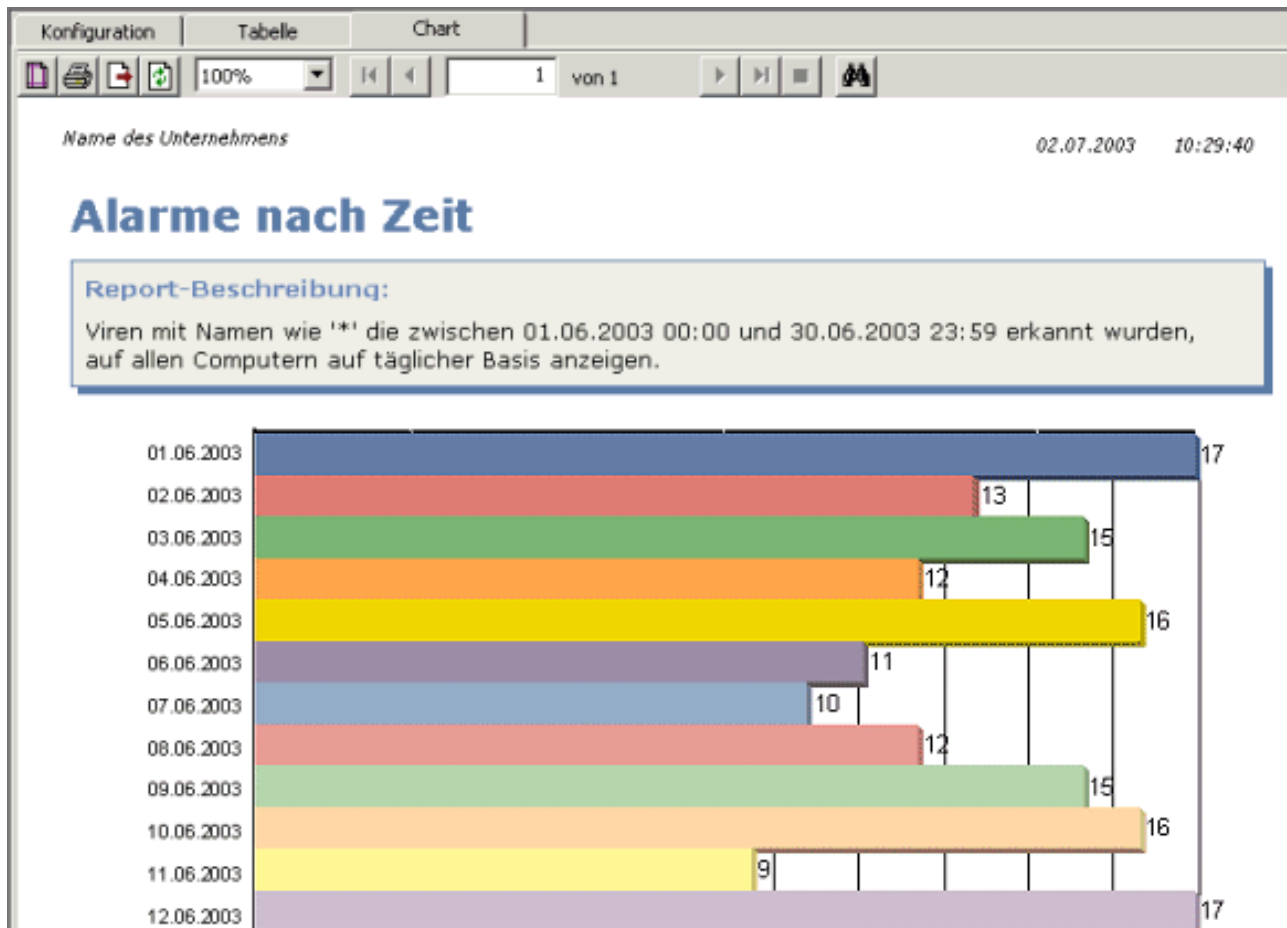 Konfiguration Tabelle Chart
100% 1 von 1
Name des Unternehmens 02.07.2003 10:29:40
Alarme nach Zeit
Report-Beschreibung:
Viren mit Namen wie '*' die zwischen 01.06.2003 00:00 und 30.06.2003 23:59 erkannt wurden,
auf allen Computern auf täglicher Basis anzeigen.
01.06.2003 17
02.06.2003 13
03.06.2003 15
04.06.2003 12
05.06.2003 16
06.06.2003 11
07.06.2003 10
08.06.2003 12
09.06.2003 15
10.06.2003 16
11.06.2003 9
12.06.2003 17